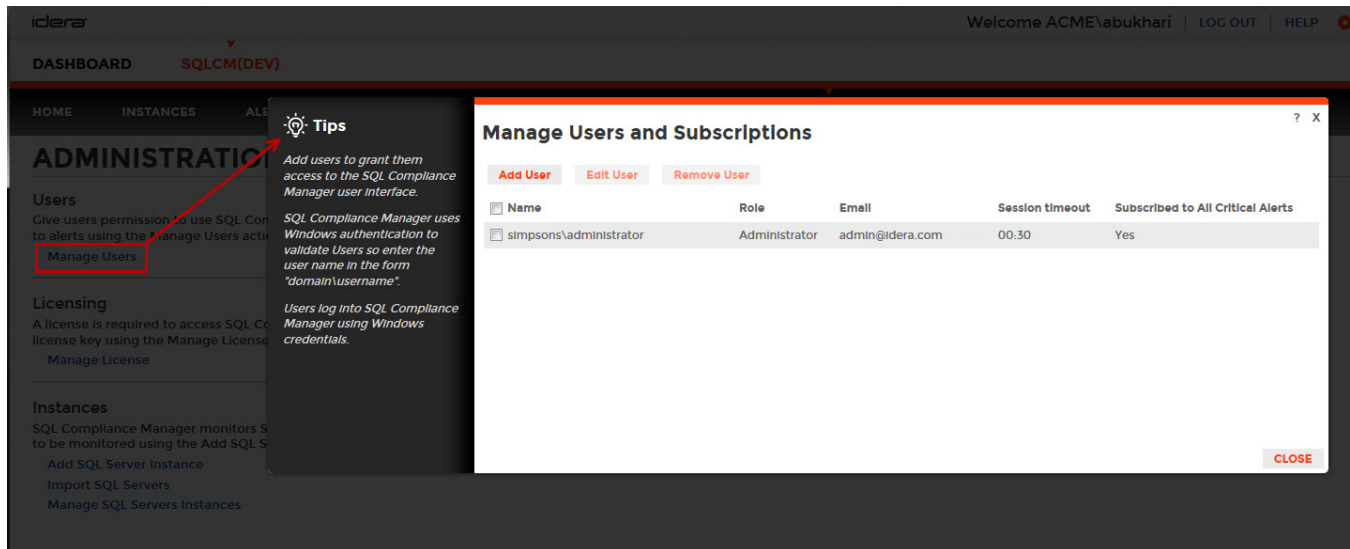 idera
Welcome ACME\abukhari | LOG OUT | HELP
DASHBOARD SQLCM(DEV)
HOME INSTANCES ALE
ADMINISTRATIO
Users
Give users permission to use SQL Con
to alerts using the Manage Users acti
Manage Users
Licensing
A license is required to access SQL Co
license key using the Manage License
Manage License
Instances
SQL Compliance Manager monitors S
to be monitored using the Add SQL S
Add SQL Server Instance
Import SQL Servers
Manage SQL Servers Instances
Tips
Add users to grant them
access to the SQL Compliance
Manager user interface.
SQL Compliance Manager uses
Windows authentication to
validate Users so enter the
user name in the form
"domain\username".
Users log into SQL Compliance
Manager using Windows
credentials.
? X
Manage Users and Subscriptions
Add User Edit User Remove User
Name Role Email Session timeout Subscribed to All Critical Alerts
simpsons\administrator Administrator admin@idera.com 00:30 Yes
CLOSE